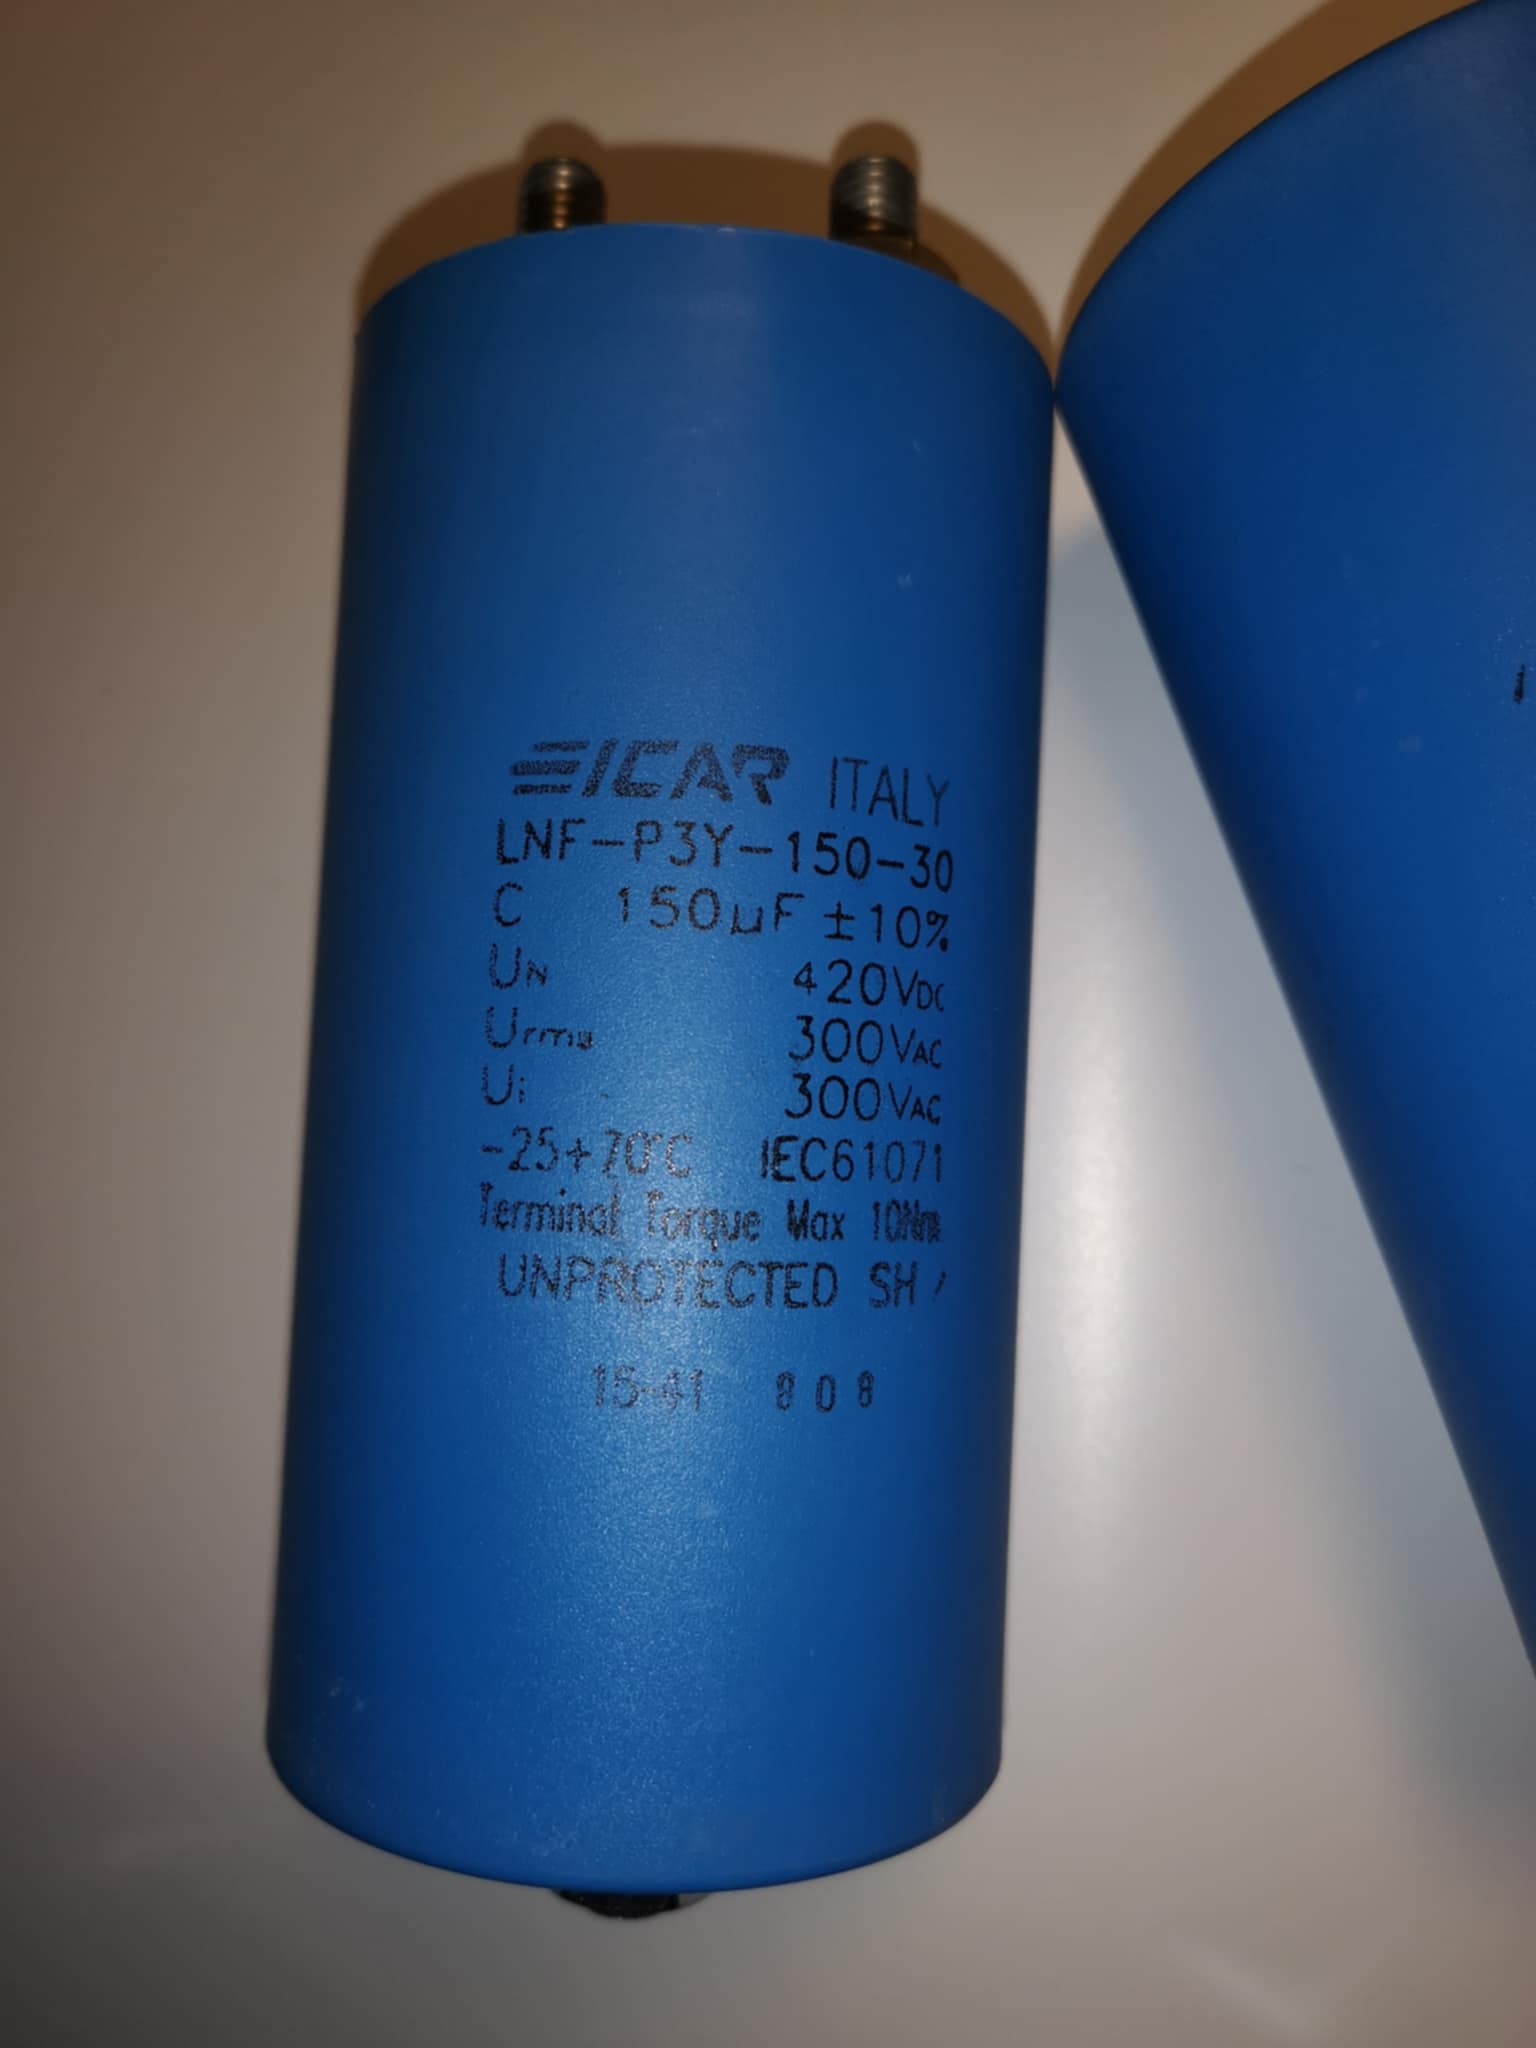 ICAR ITALY
LNF-P3Y-150-30
C 150µF ±10%
UN 420VDC
Urms 300VAC
Ui 300VAC
-25+70°C IEC61071
Terminal Torque Max 10Nm
UNPROTECTED SH /
15-41 808